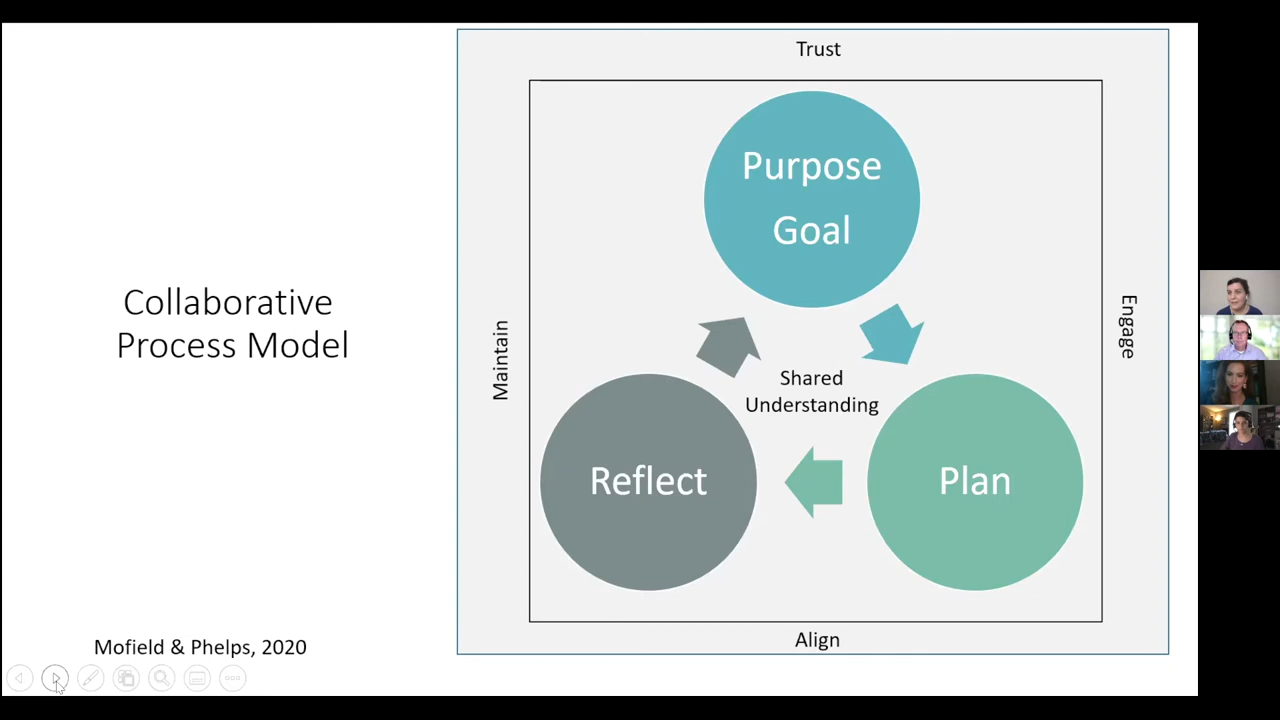 Trust
Purpose
Goal
Collaborative
Process Model
Maintain
Engage
Shared
Understanding
Reflect
Plan
Align
Mofield & Phelps, 2020